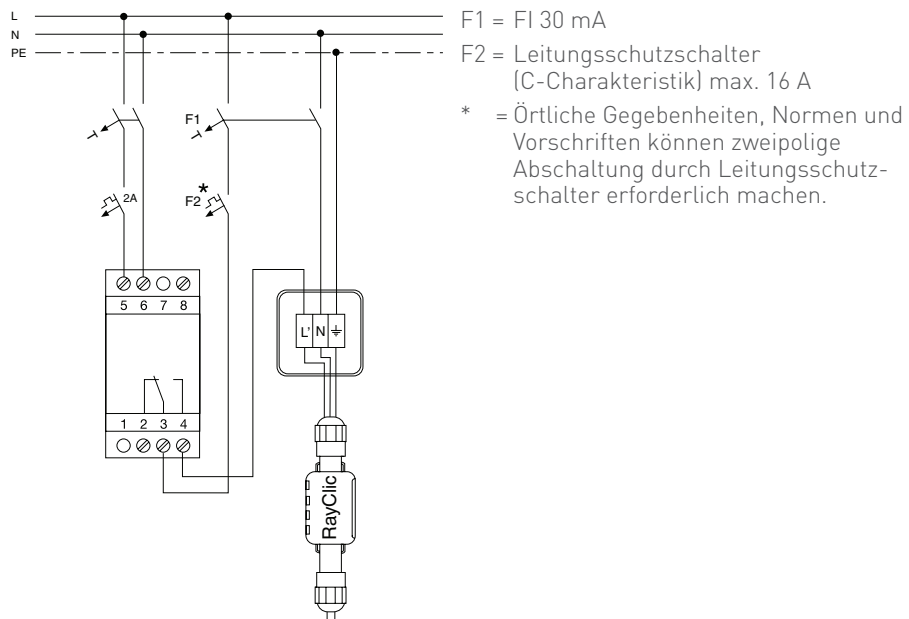 L
N
PE
F1 = FI 30 mA
F2 = Leitungsschutzschalter
(C-Charakteristik) max. 16 A
* = Örtliche Gegebenheiten, Normen und
Vorschriften können zweipolige
Abschaltung durch Leitungsschutz-
schalter erforderlich machen.
F1
2A
*
F2
5 6 7 8
L' N
1 2 3 4
RayClic